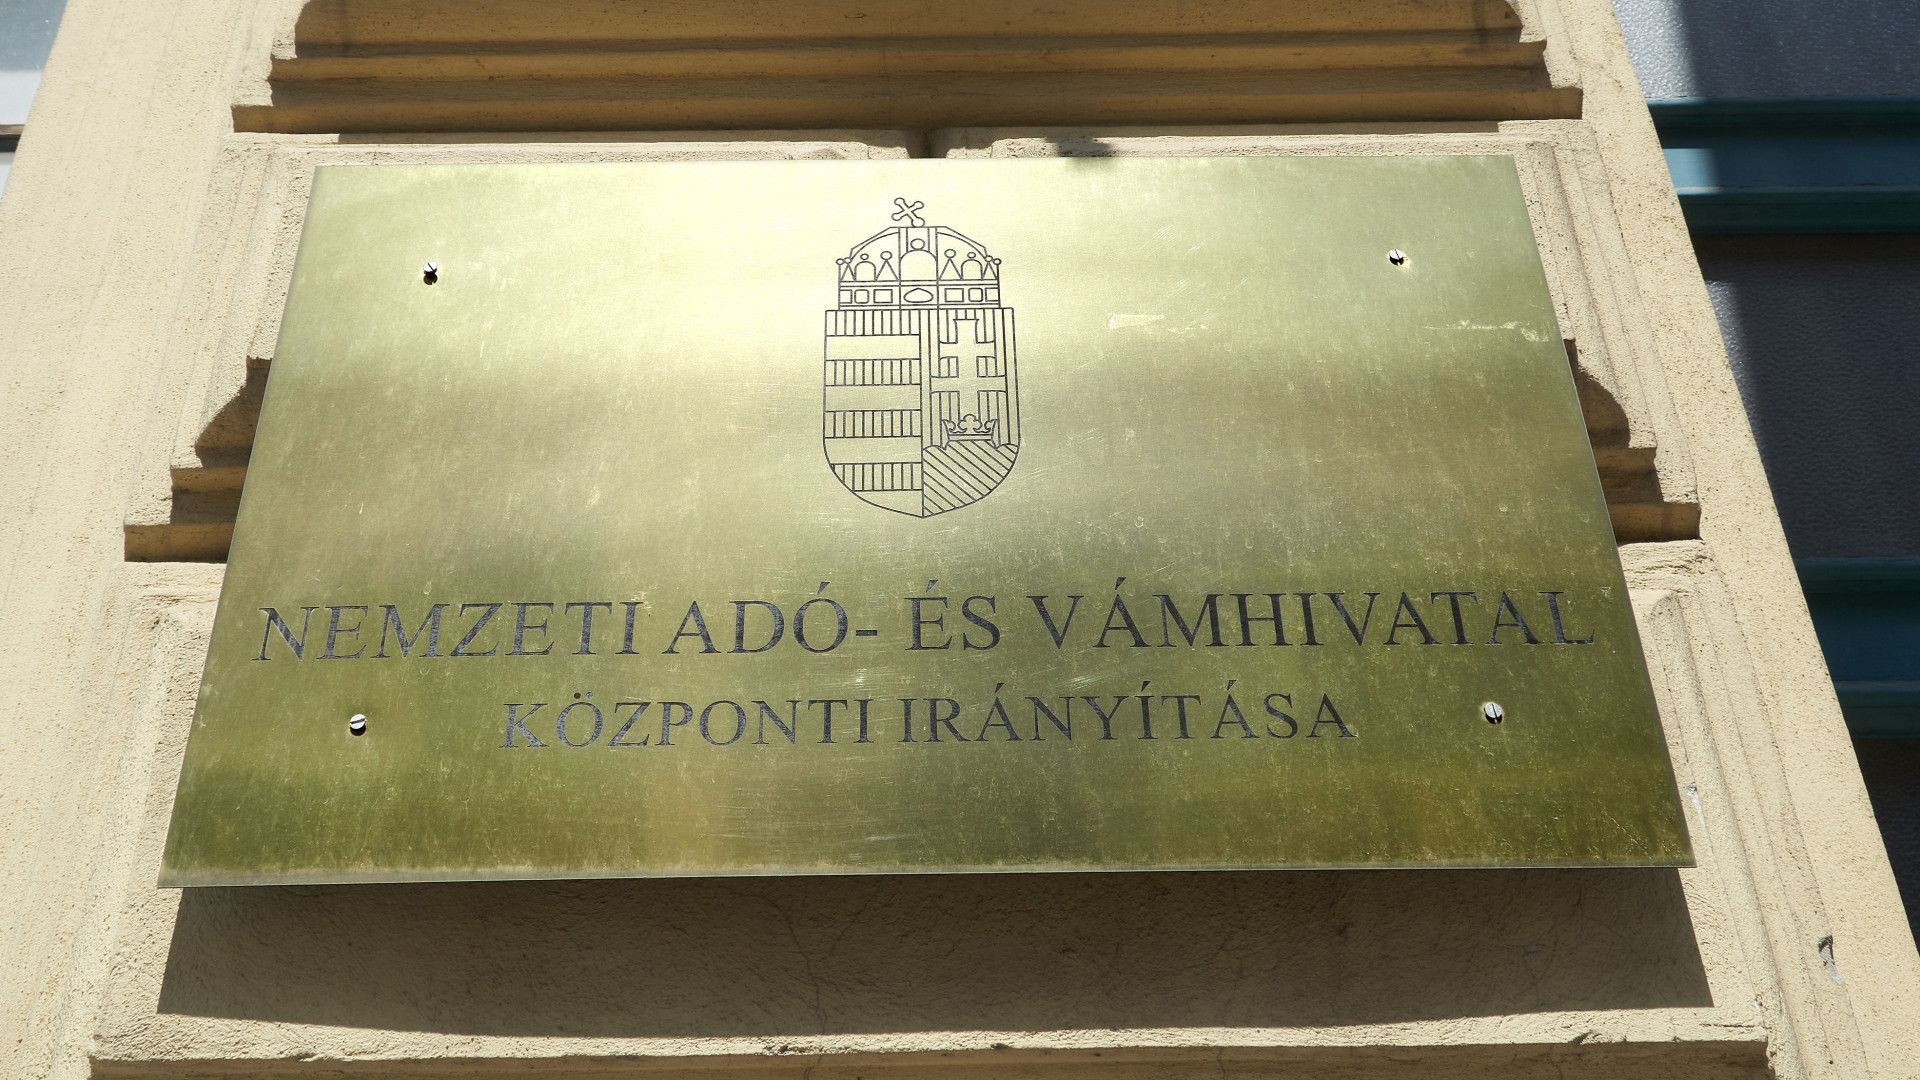 NEMZETI ADÓ- ÉS VÁMHIVATAL
KÖZPONTI IRÁNYÍTÁSA